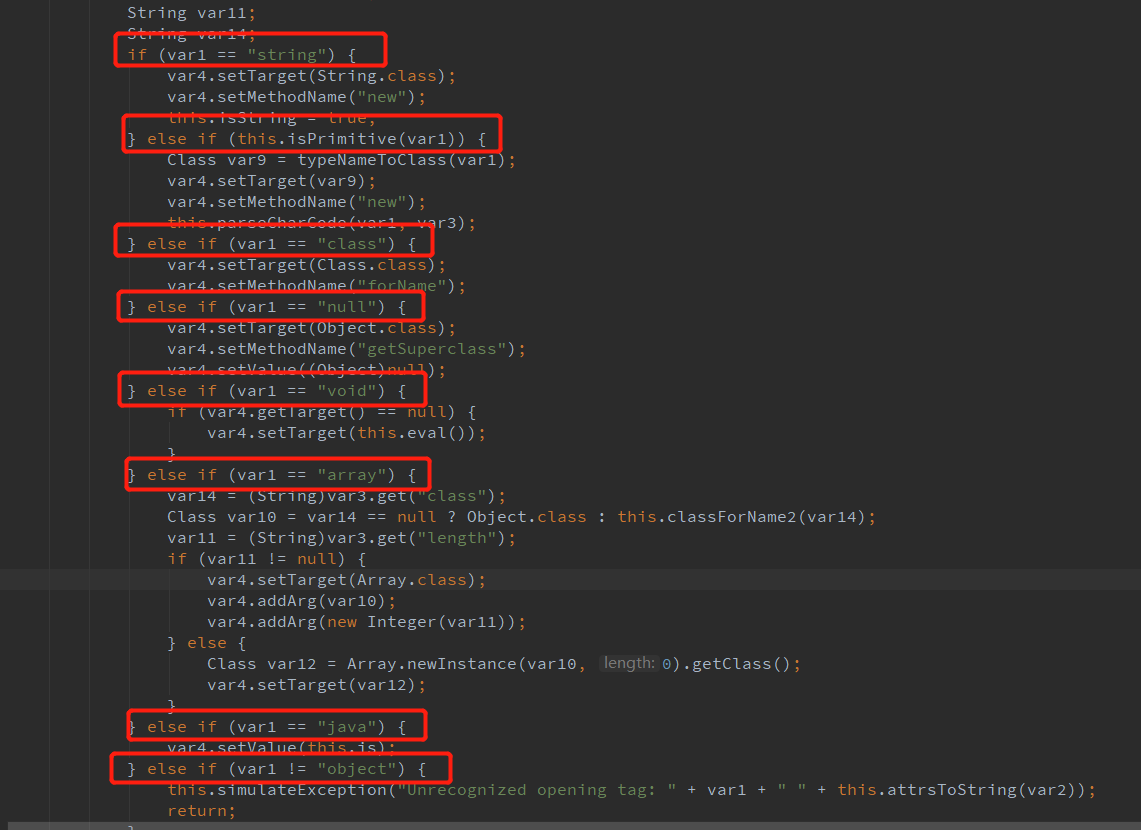 String var11;
String var14;
if (var1 == "string") {
var4.setTarget(String.class);
var4.setMethodName("new");
this.isString = true;
} else if (this.isPrimitive(var1)) {
Class var9 = typeNameToClass(var1);
var4.setTarget(var9);
var4.setMethodName("new");
this.parseCharCode(var1, var3);
} else if (var1 == "class") {
var4.setTarget(Class.class);
var4.setMethodName("forName");
} else if (var1 == "null") {
var4.setTarget(Object.class);
var4.setMethodName("getSuperclass");
var4.setValue((Object)null);
} else if (var1 == "void") {
if (var4.getTarget() == null) {
var4.setTarget(this.eval());
}
} else if (var1 == "array") {
var14 = (String)var3.get("class");
Class var10 = var14 == null ? Object.class : this.classForName2(var14);
var11 = (String)var3.get("length");
if (var11 != null) {
var4.setTarget(Array.class);
var4.addArg(var10);
var4.addArg(new Integer(var11));
} else {
Class var12 = Array.newInstance(var10, length: 0).getClass();
var4.setTarget(var12);
}
} else if (var1 == "java") {
var4.setValue(this.is);
} else if (var1 != "object") {
this.simulateException("Unrecognized opening tag: " + var1 + " " + this.attrsToString(var2));
return;
}